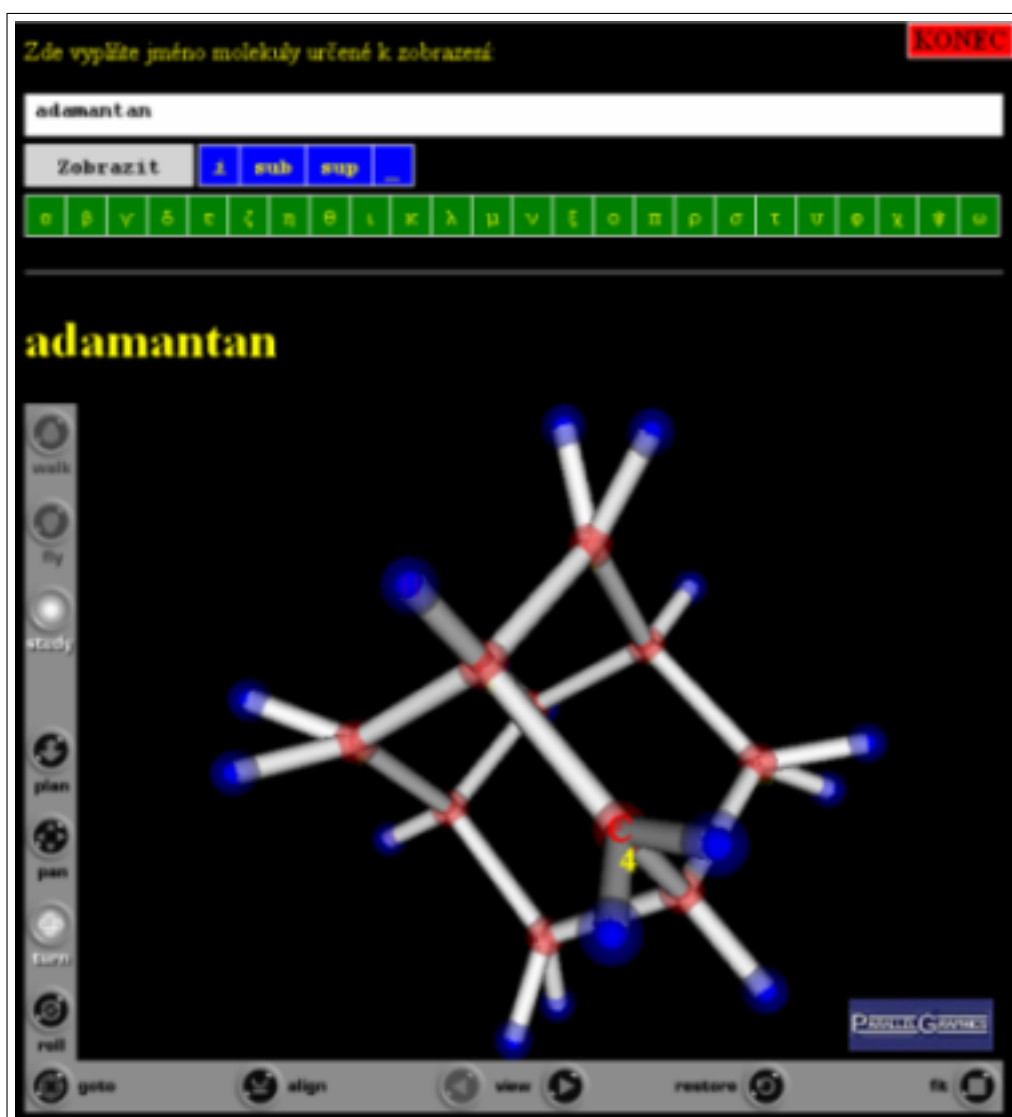 Zde vyplňte jméno molekuly určené k zobrazení:
KONEC
adamantan
Zobrazit i sub sup _
α β γ δ ε ζ η θ ι κ λ μ ν ξ ο π ρ σ τ υ φ χ ψ ω
adamantan
walk
fly
study
plan
pan
turn
roll
C
4
PARALLELGRAPHICS
goto align view restore fit